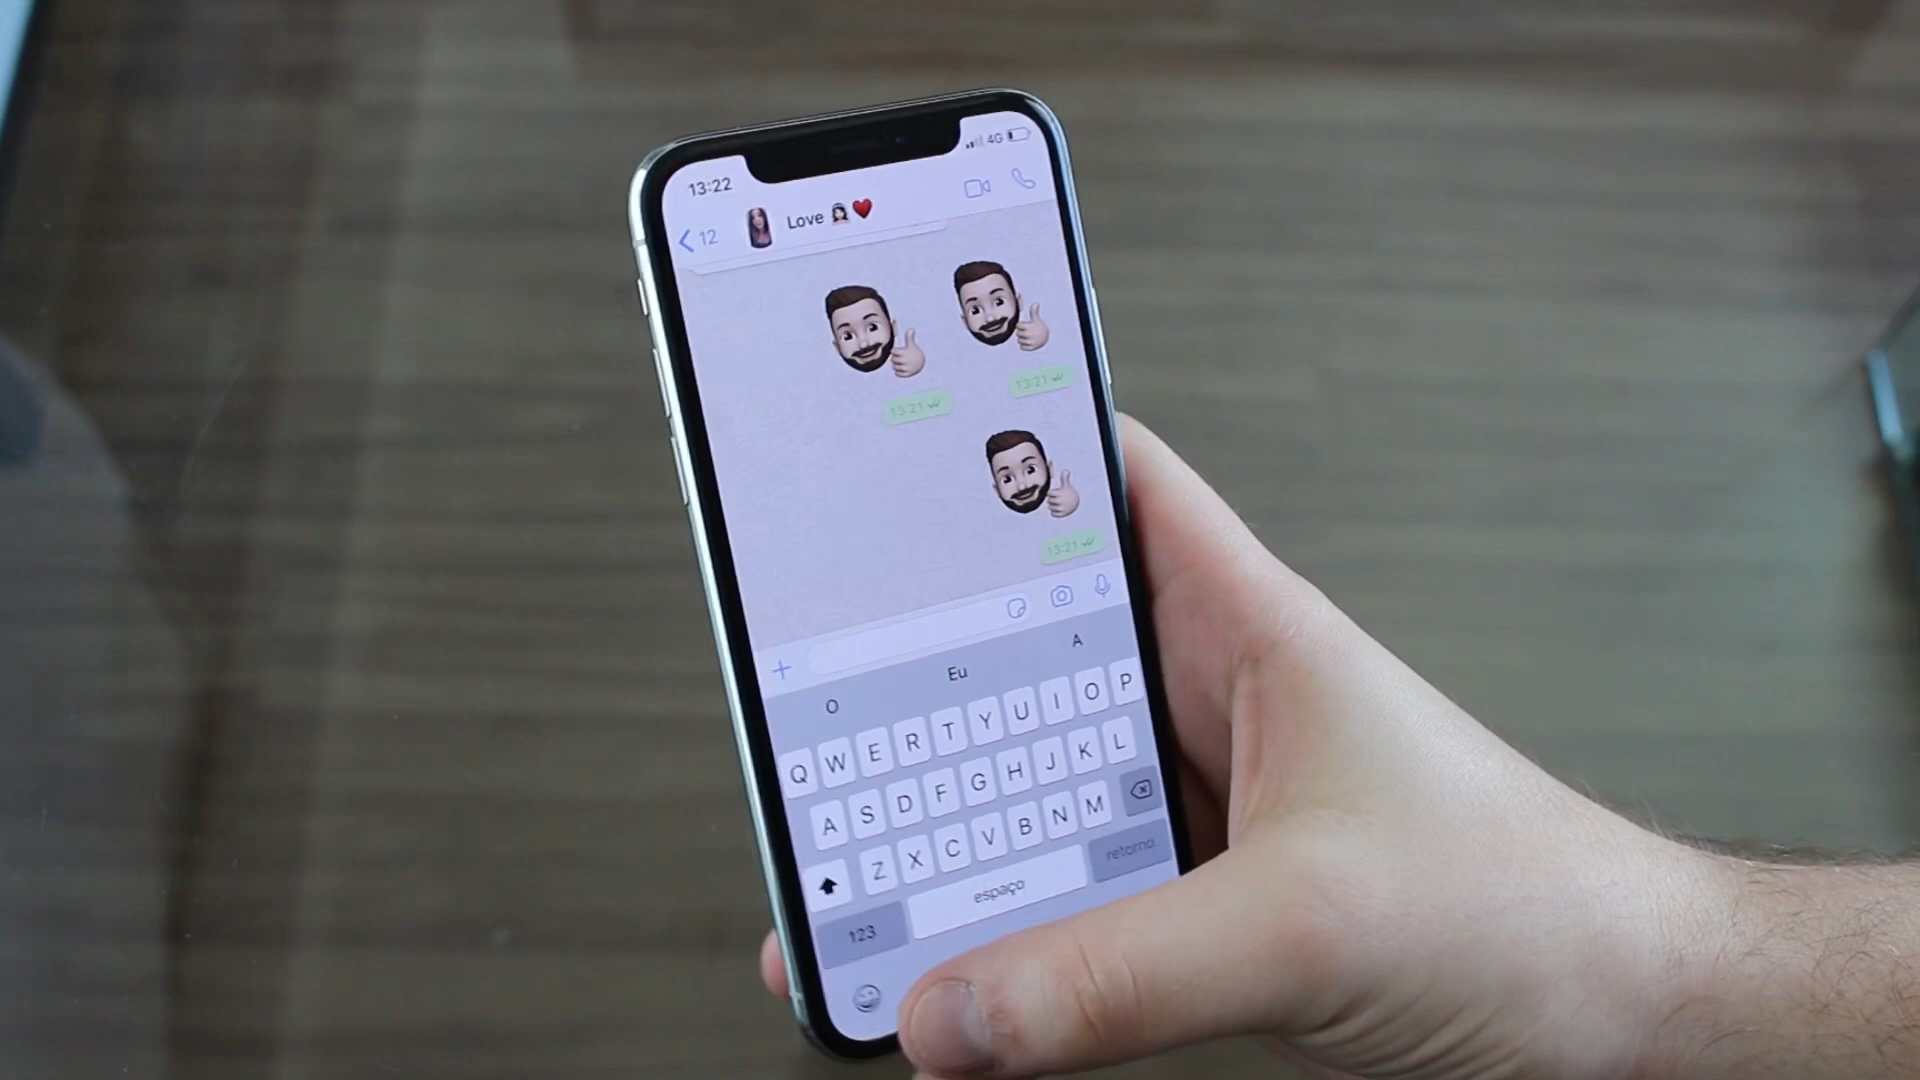 13:22
4G
12
Love 👰🏻❤️
13:21
13:21
13:21
O
Eu
A
Q W E R T Y U I O P
A S D F G H J K L
Z X C V B N M
123
espaço
retorno